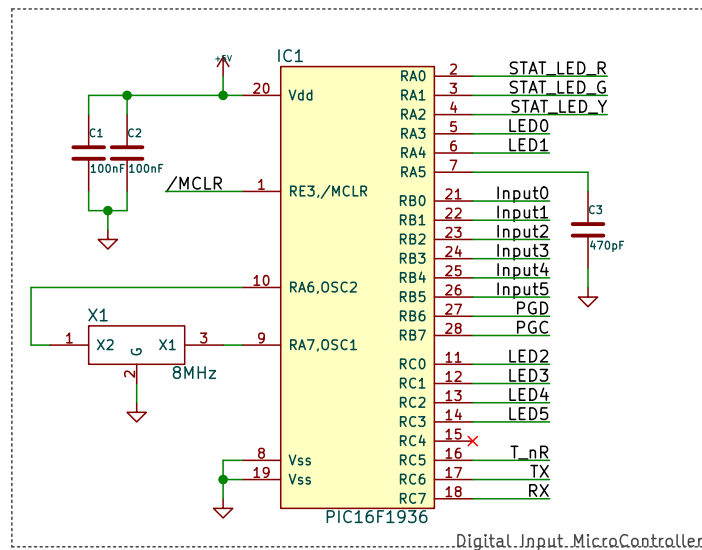 +5V
IC1
20 Vdd
C1
100nF
C2
100nF
/MCLR
1 RE3,/MCLR
10 RA6,OSC2
X1
1 X2
G
2
X1 3
8MHz
9 RA7,OSC1
8 Vss
19 Vss
RA0 2 STAT_LED_R
RA1 3 STAT_LED_G
RA2 4 STAT_LED_Y
RA3 5 LED0
RA4 6 LED1
RA5 7
C3
470pF
RB0 21 Input0
RB1 22 Input1
RB2 23 Input2
RB3 24 Input3
RB4 25 Input4
RB5 26 Input5
RB6 27 PGD
RB7 28 PGC
RC0 11 LED2
RC1 12 LED3
RC2 13 LED4
RC3 14 LED5
RC4 15
RC5 16 T_nR
RC6 17 TX
RC7 18 RX
PIC16F1936
Digital Input MicroController